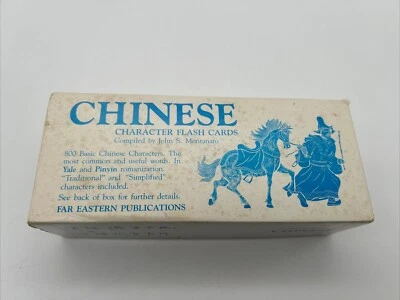 CHINESE
CHARACTER FLASH CARDS
Compiled by John S. Montanaro
800 Basic Chinese Characters. The
most common and useful words. In
Yale and Pinyin romanization.
"Traditional" and "Simplified"
characters included.
See back of box for further details.
FAR EASTERN PUBLICATIONS